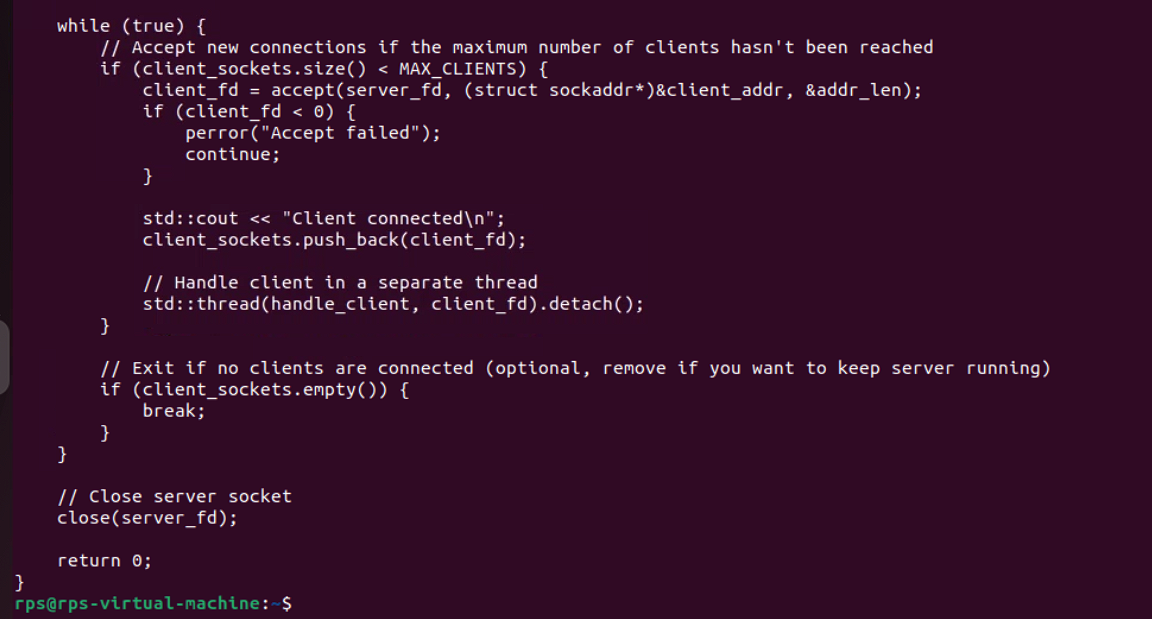 while (true) {
// Accept new connections if the maximum number of clients hasn't been reached
if (client_sockets.size() < MAX_CLIENTS) {
client_fd = accept(server_fd, (struct sockaddr*)&client_addr, &addr_len);
if (client_fd < 0) {
perror("Accept failed");
continue;
}
std::cout << "Client connected\n";
client_sockets.push_back(client_fd);
// Handle client in a separate thread
std::thread(handle_client, client_fd).detach();
}
// Exit if no clients are connected (optional, remove if you want to keep server running)
if (client_sockets.empty()) {
break;
}
}
// Close server socket
close(server_fd);
return 0;
}
rps@rps-virtual-machine:~$